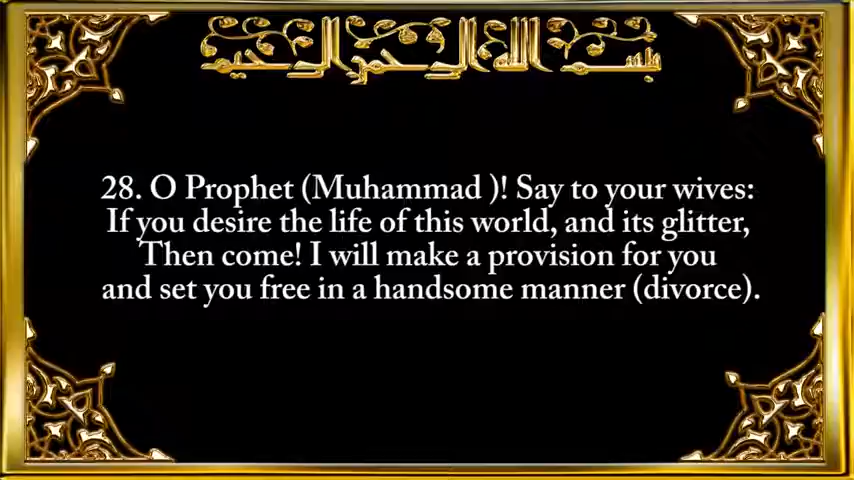 بسم الله الرحمن الرحيم
28. O Prophet (Muhammad )! Say to your wives:
If you desire the life of this world, and its glitter,
Then come! I will make a provision for you
and set you free in a handsome manner (divorce).